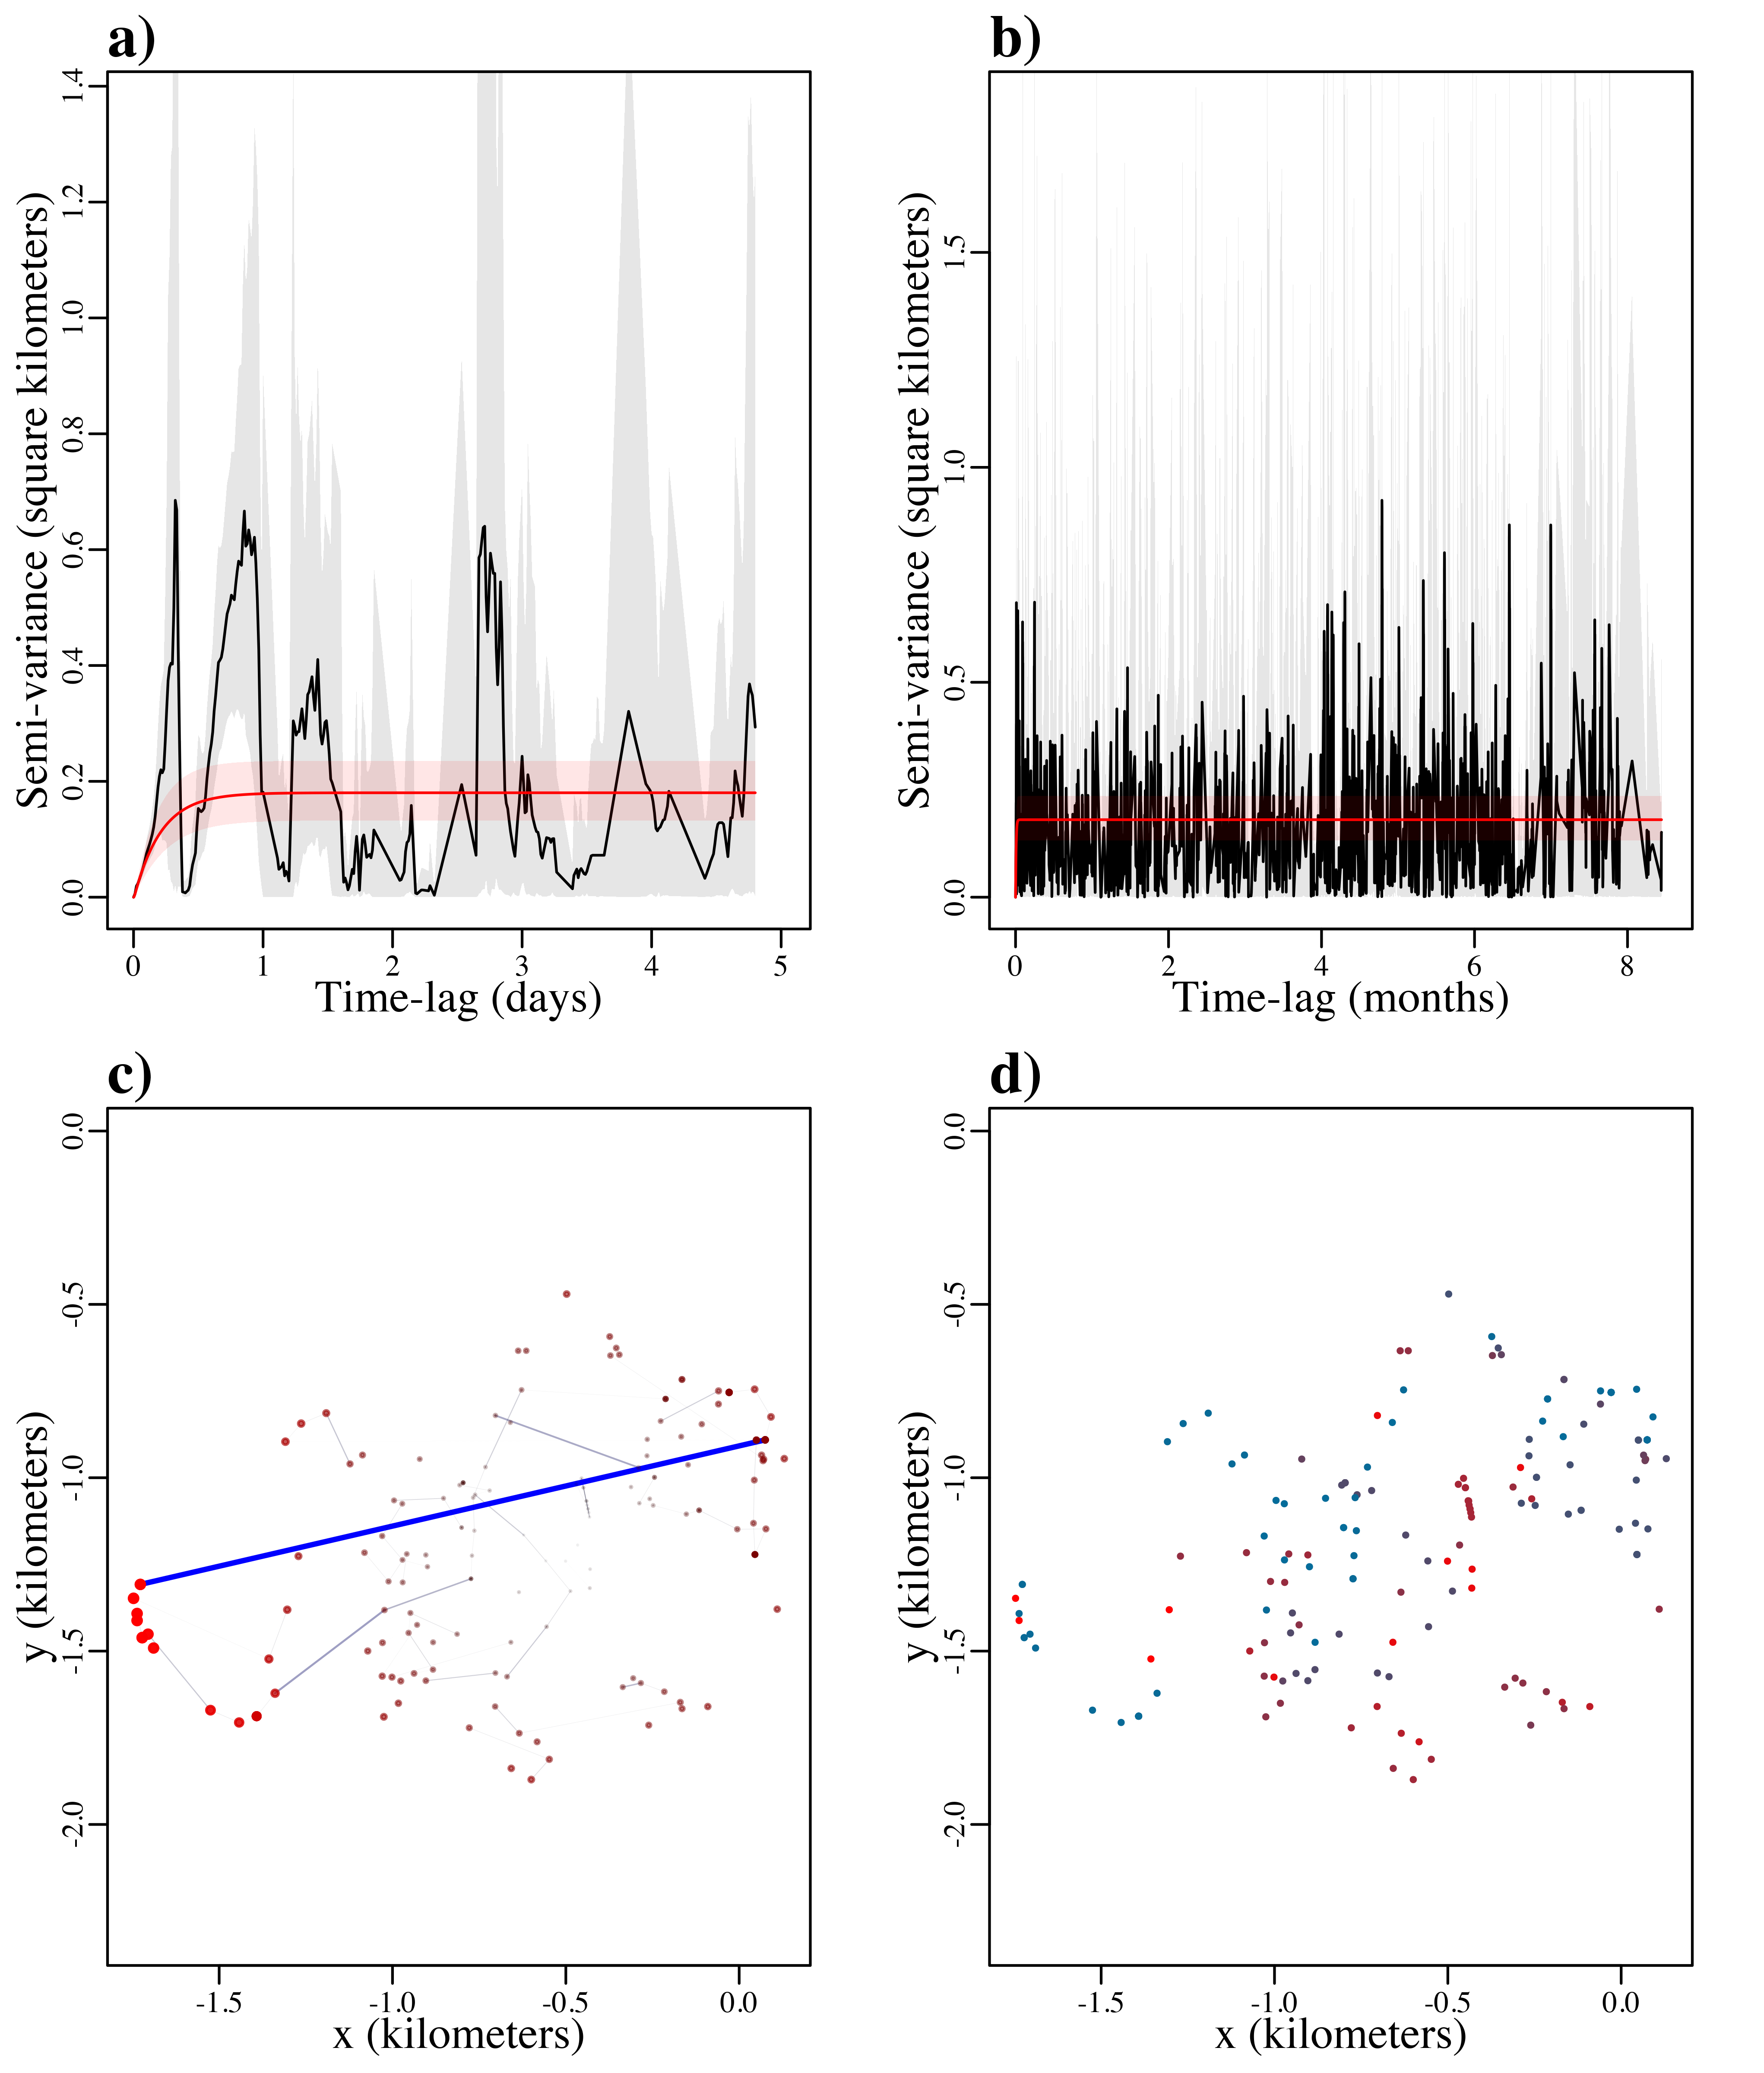 a)
Semi-variance (square kilometers)
0.0 0.2 0.4 0.6 0.8 1.0 1.2 1.4
0 1 2 3 4 5
Time-lag (days)
b)
Semi-variance (square kilometers)
0.0 0.5 1.0 1.5
0 2 4 6 8
Time-lag (months)
c)
y (kilometers)
-2.0 -1.5 -1.0 -0.5 0.0
-1.5 -1.0 -0.5 0.0
x (kilometers)
d)
y (kilometers)
-2.0 -1.5 -1.0 -0.5 0.0
-1.5 -1.0 -0.5 0.0
x (kilometers)